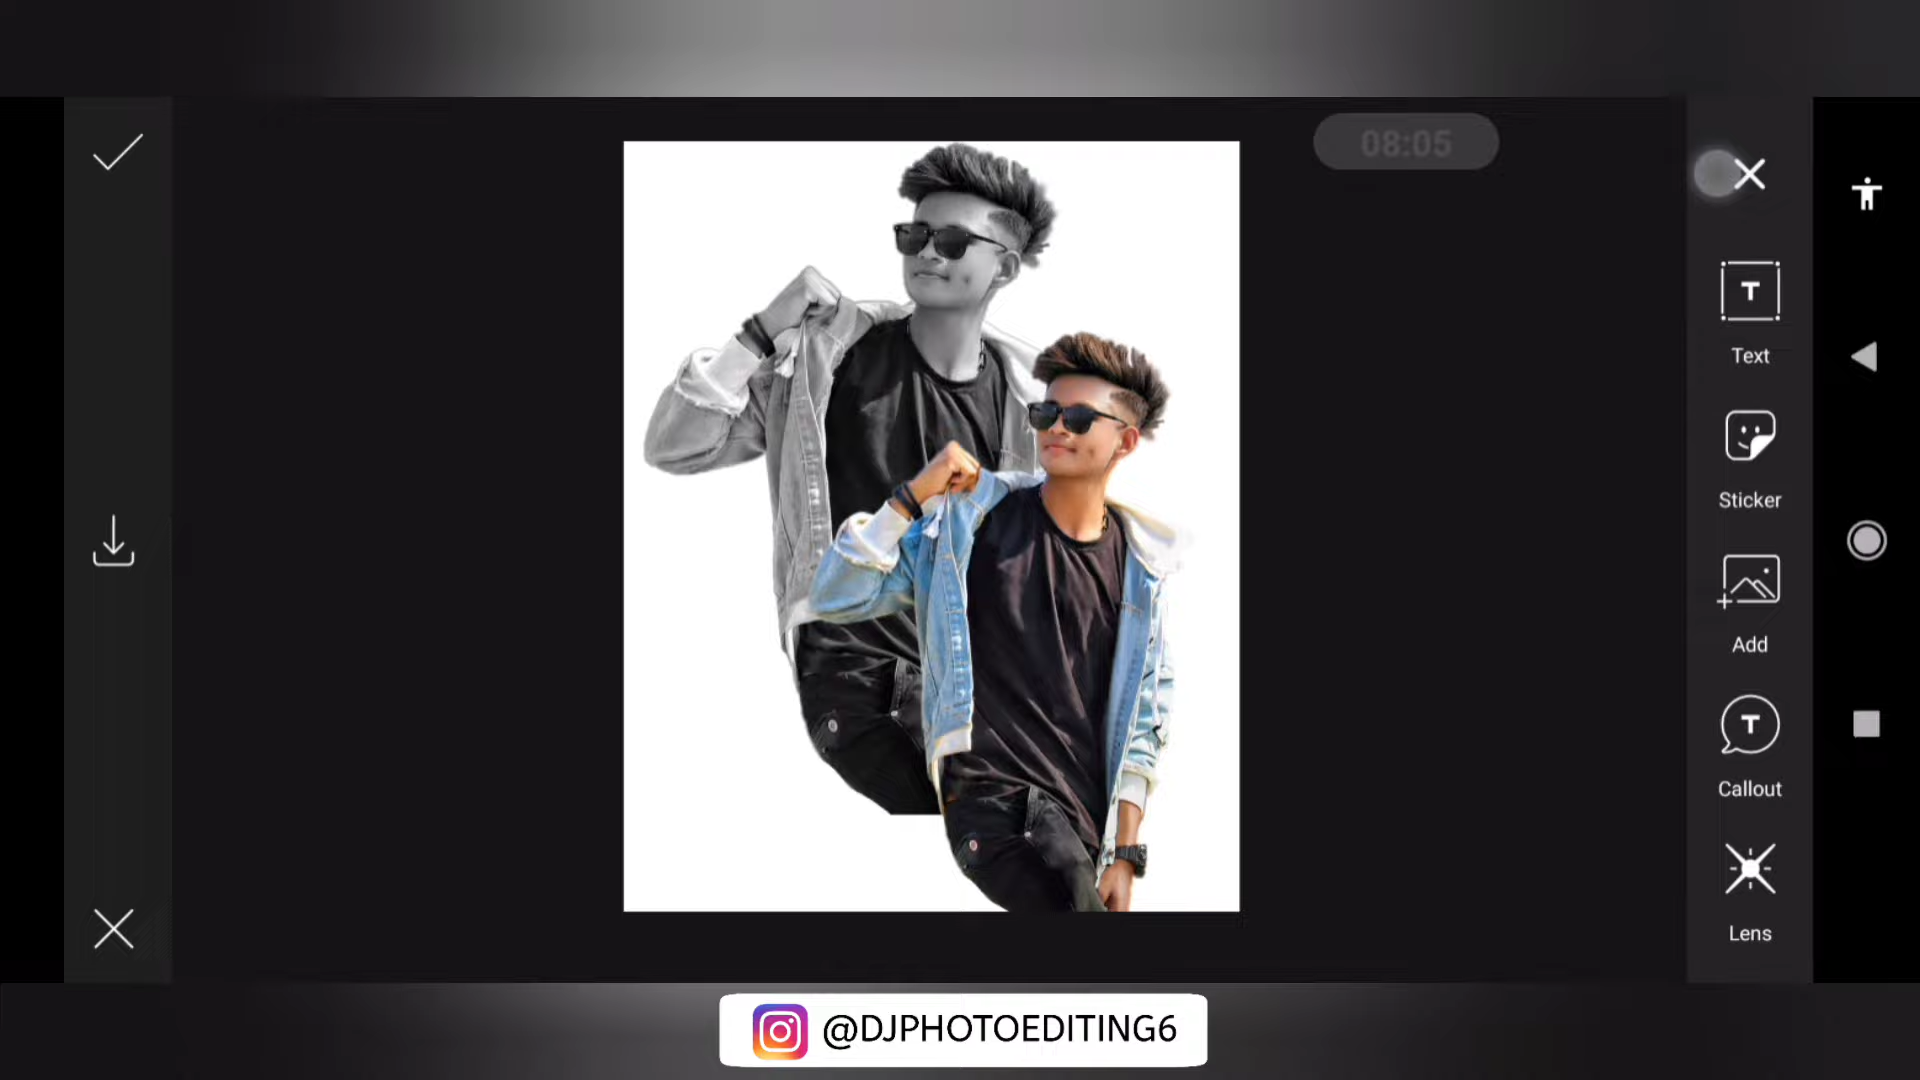 08:05
T
Text
Sticker
Add
T
Callout
Lens
@DJPHOTOEDITING6